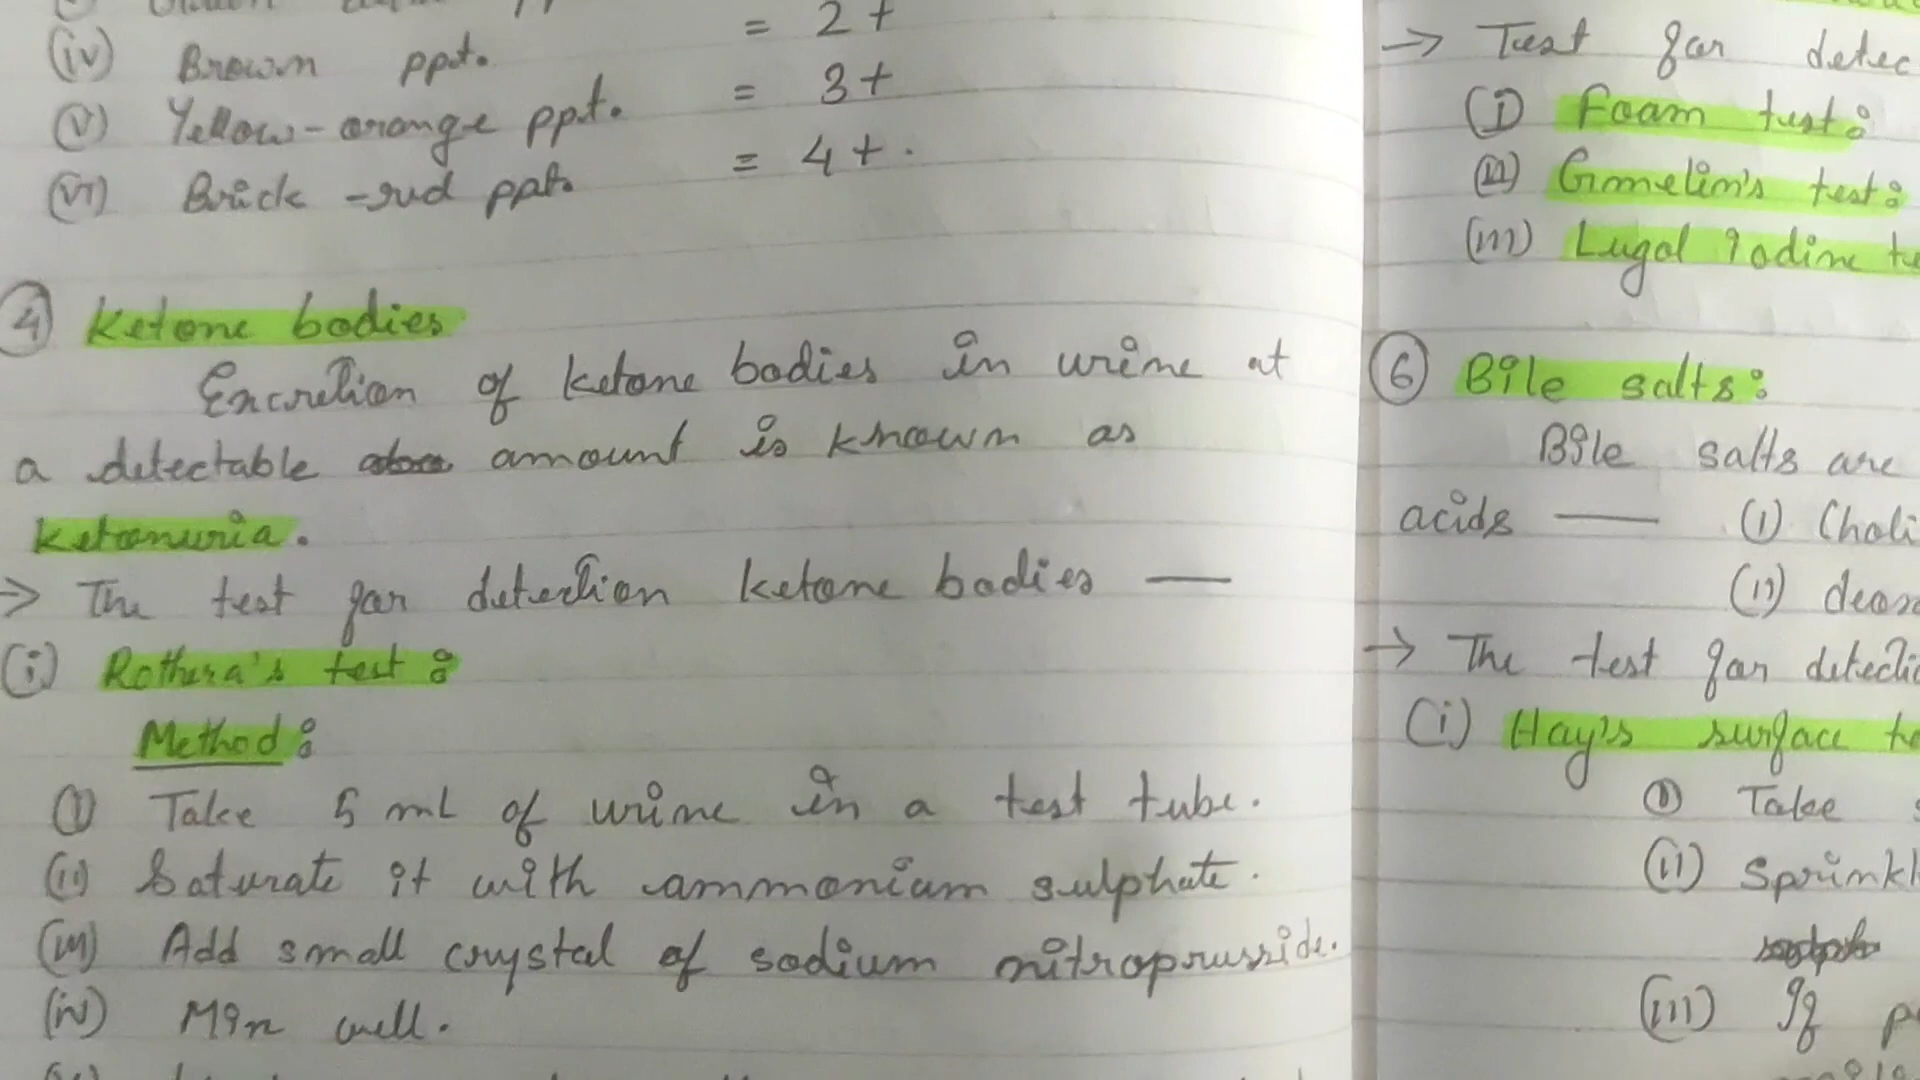 (iv) Brown ppt. = 2+
(v) Yellow-orange ppt. = 3+
(vi) Brick-red ppt. = 4+.
4 Ketone bodies
Excretion of ketone bodies in urine at
a detectable amount is known as
ketonuria.
→ The test for detection ketone bodies —
(i) Rothera's test:
Method:
(i) Take 5 mL of urine in a test tube.
(ii) Saturate it with ammonium sulphate.
(iii) Add small crystal of sodium nitroprusside.
(iv) Mix well.
→ Test for detec
(I) Foam test:
(II) Gmelin's test:
(III) Lugol Iodine te
6 Bile salts:
Bile salts are
acids — (i) Choli
(ii) deox
→ The test for detecti
(i) Hay's surface te
(i) Take
(ii) Sprinkl
(iii) If p